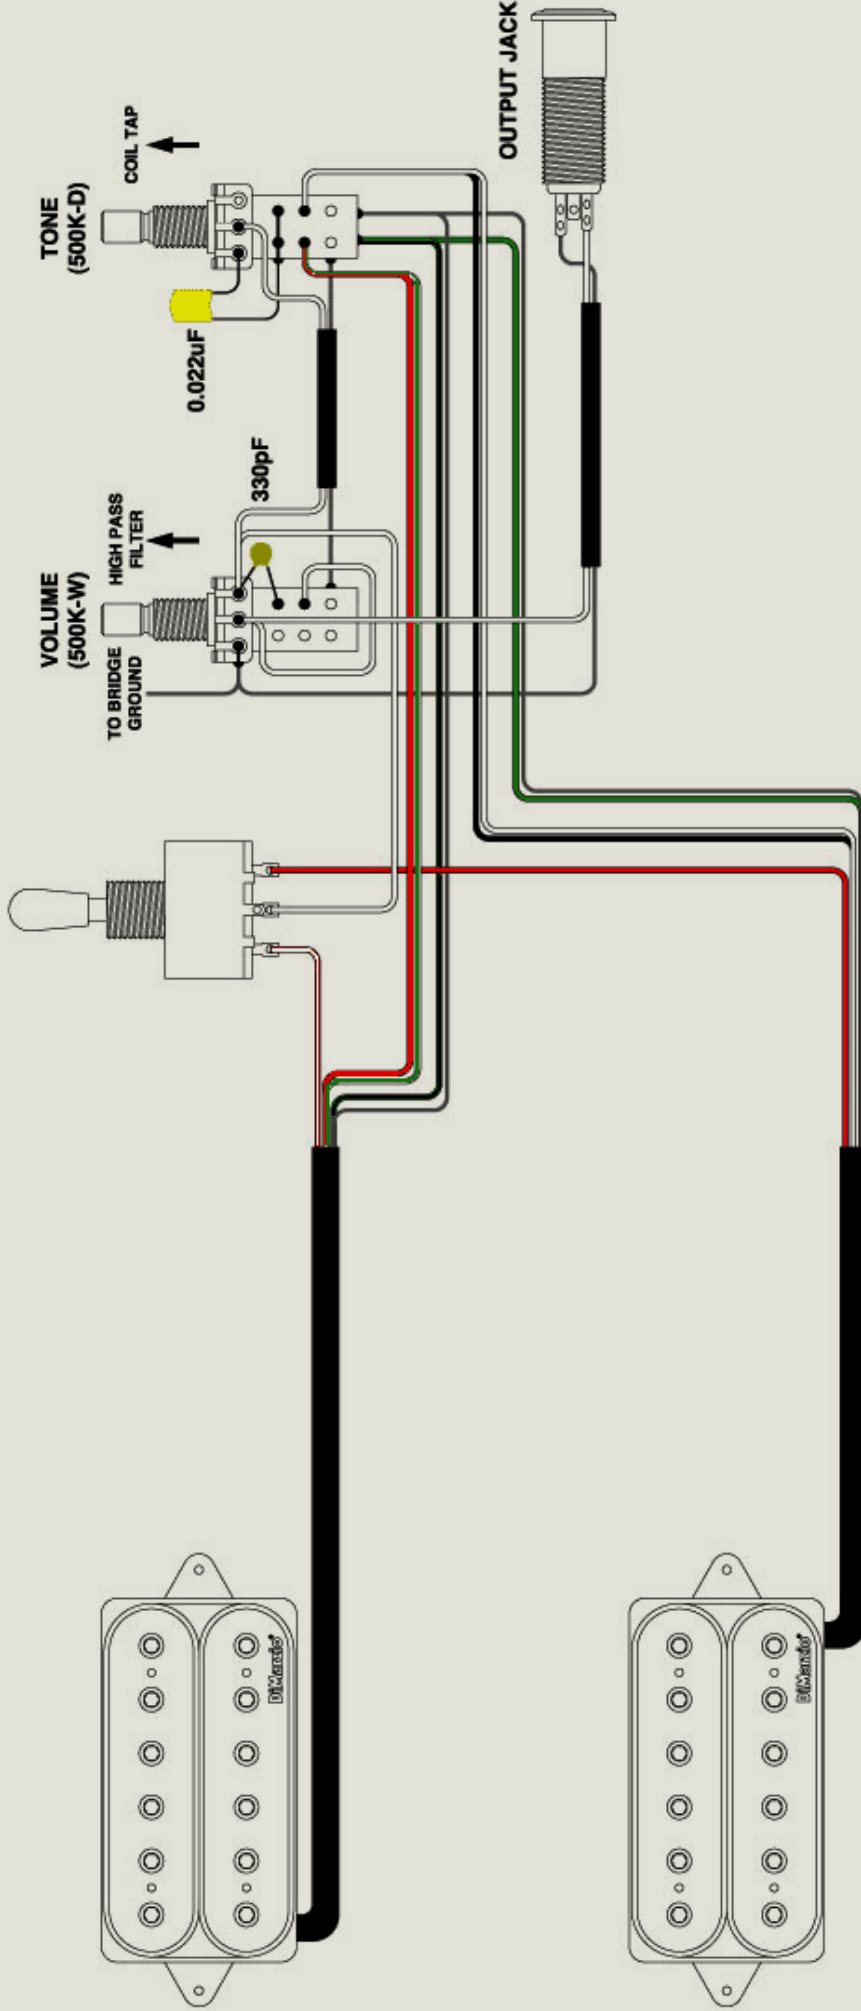 OUTPUT JACK
COIL TAP
TONE
(500K-D)
0.022uF
330pF
HIGH PASS
FILTER
VOLUME
(500K-W)
TO BRIDGE
GROUND
DiMarzio®
DiMarzio®